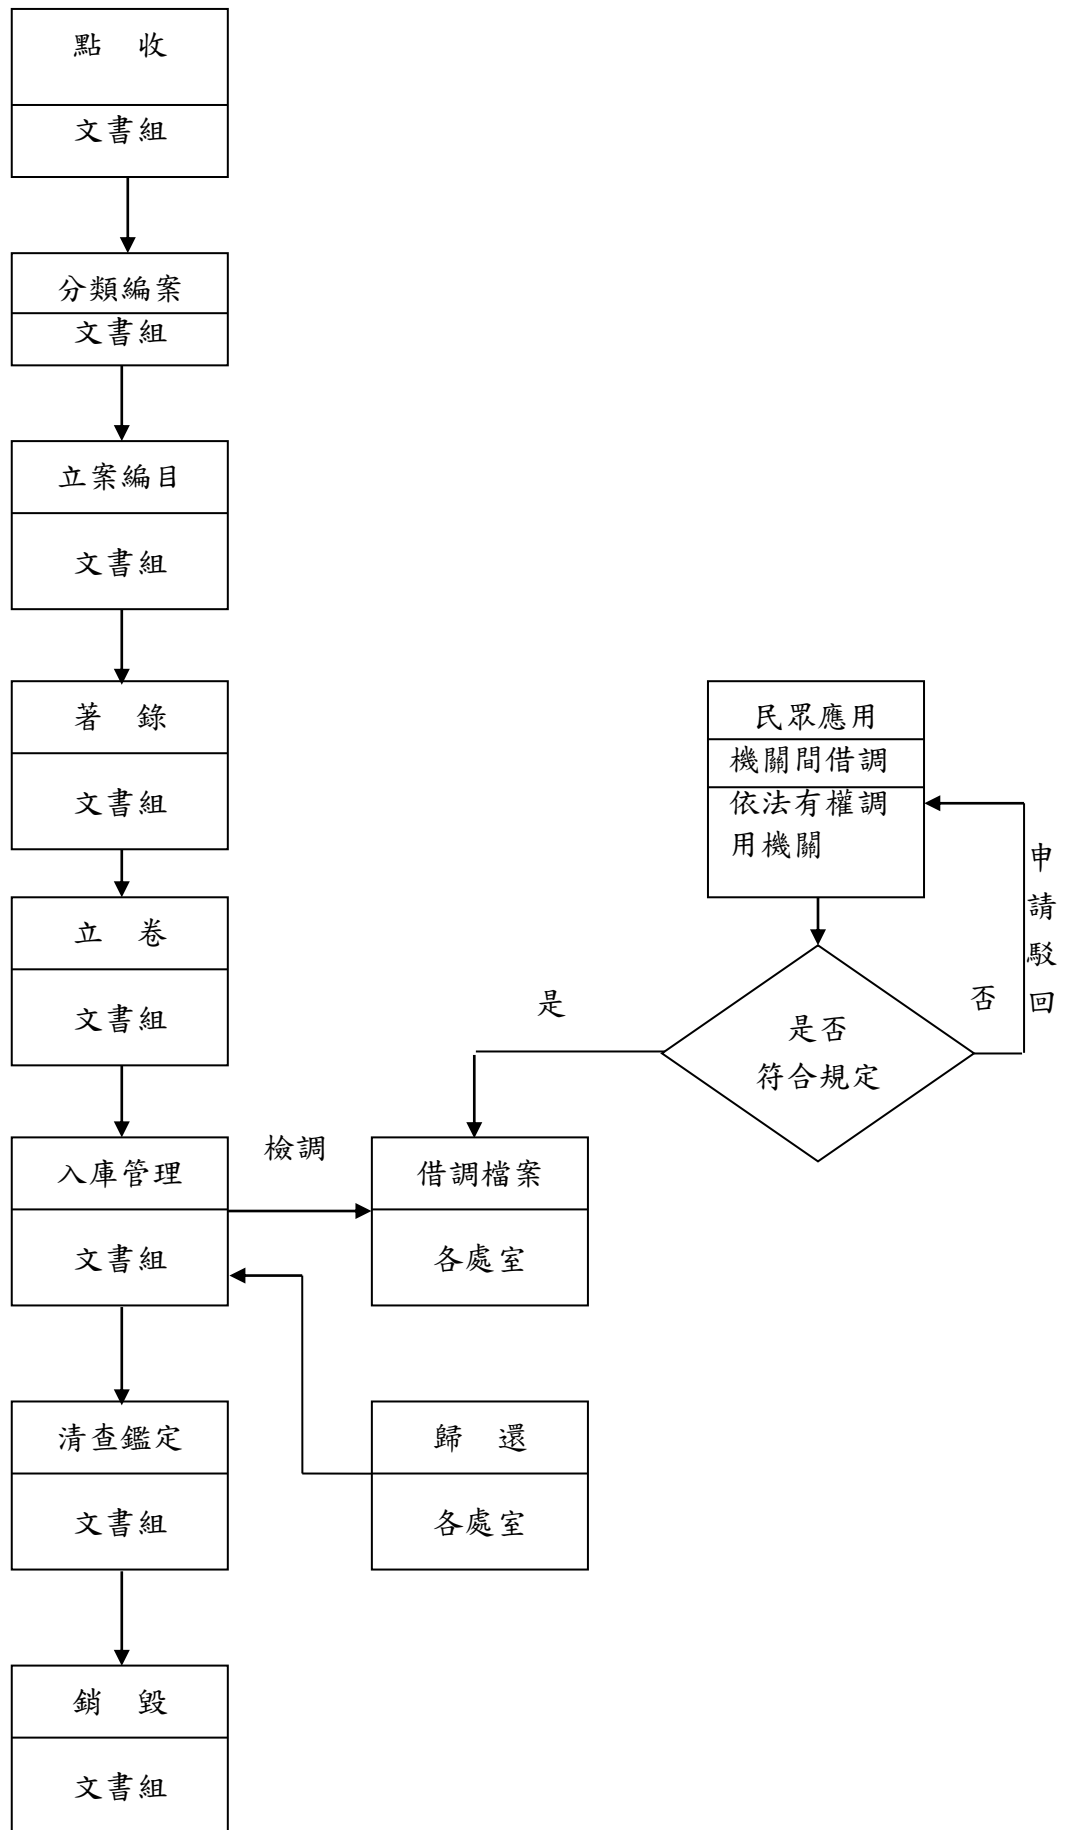 點　收
文書組
分類編案
文書組
立案編目
文書組
著　錄
文書組
立　卷
文書組
入庫管理
文書組
檢調
借調檔案
各處室
清查鑑定
文書組
歸　還
各處室
銷　毀
文書組
民眾應用
機關間借調
依法有權調
用機關
是否
符合規定
是
否
申請駁回